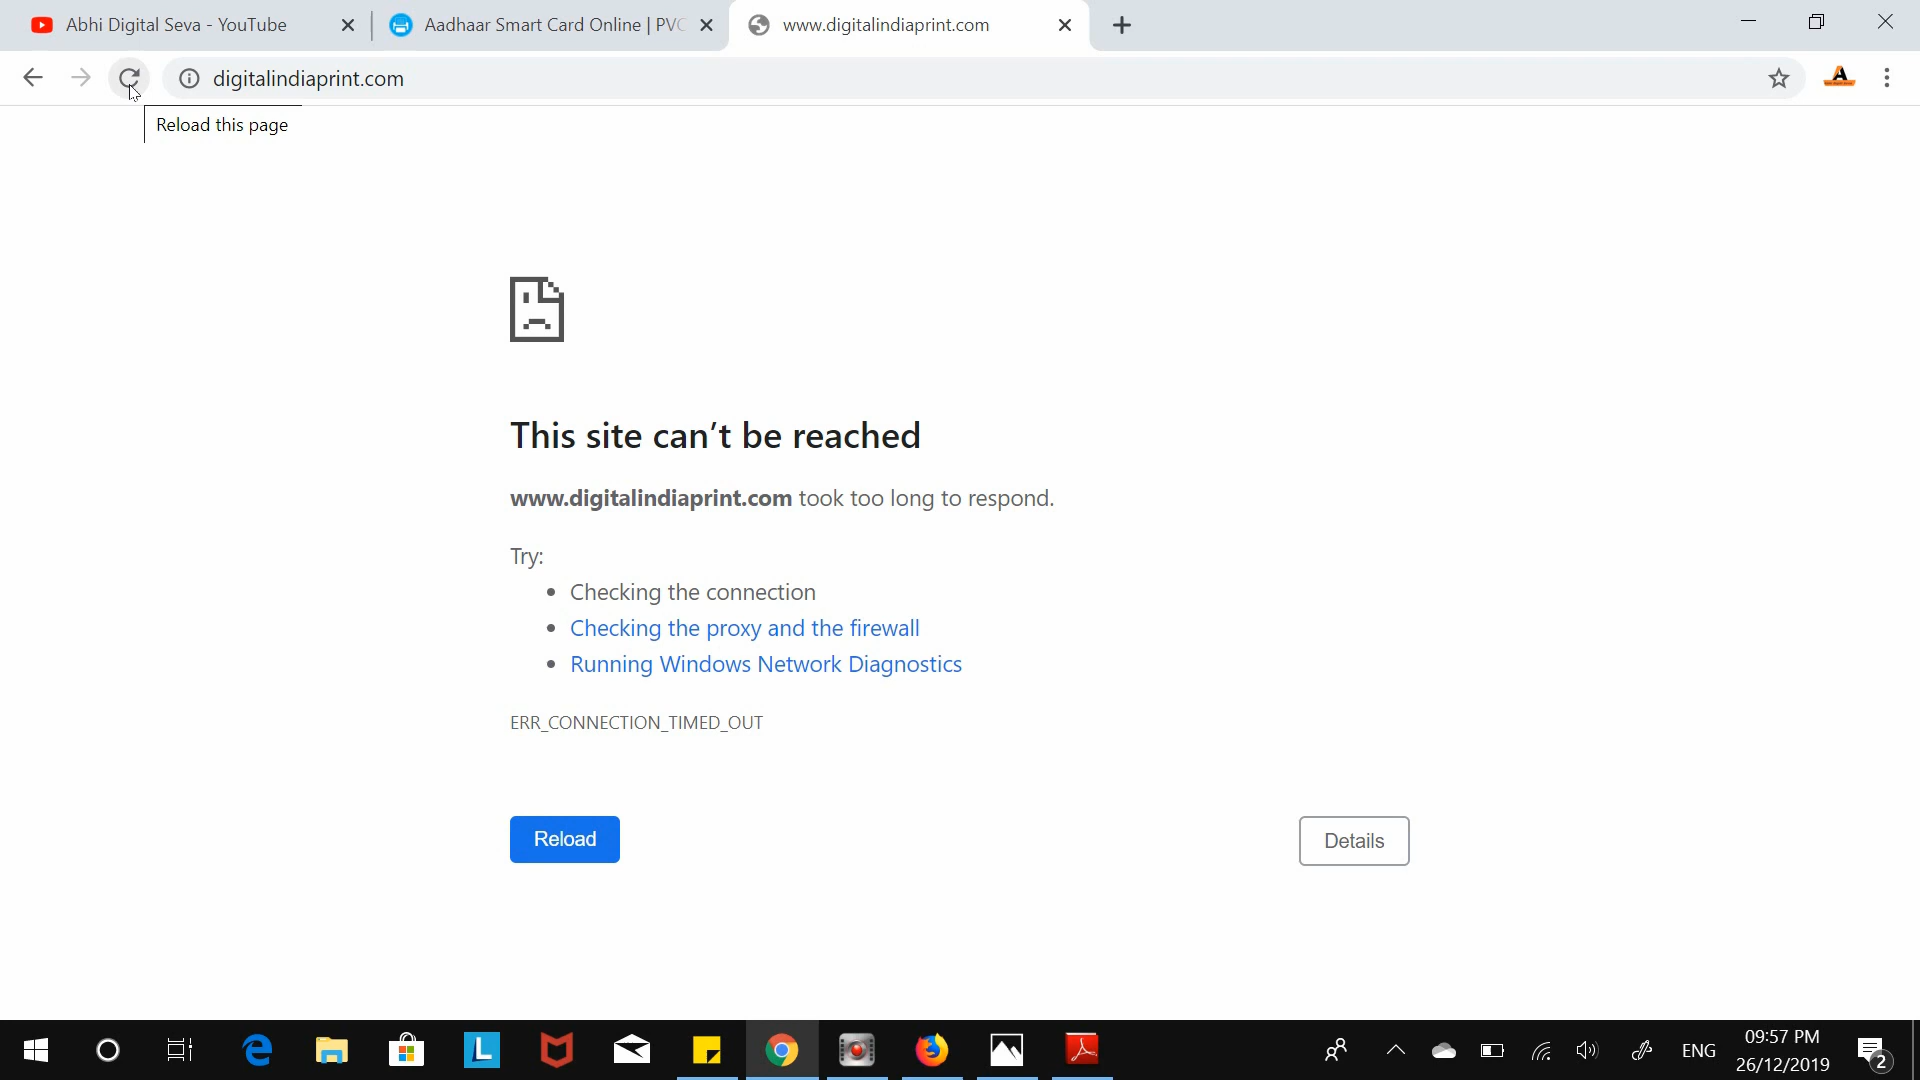 Abhi Digital Seva - YouTube
Aadhaar Smart Card Online | PVC
www.digitalindiaprint.com
digitalindiaprint.com
Reload this page
This site can't be reached
www.digitalindiaprint.com took too long to respond.
Try:
Checking the connection
Checking the proxy and the firewall
Running Windows Network Diagnostics
ERR_CONNECTION_TIMED_OUT
Reload
Details
L
ENG
09:57 PM
26/12/2019
2